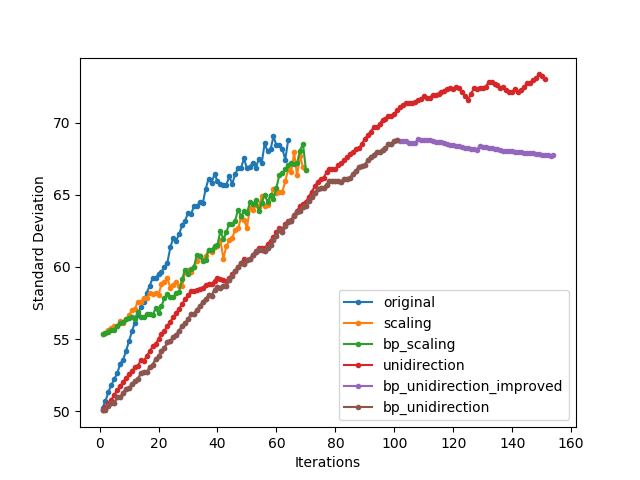 70
65
60
55
50
Standard Deviation
0 20 40 60 80 100 120 140 160
Iterations
original
scaling
bp_scaling
unidirection
bp_unidirection_improved
bp_unidirection